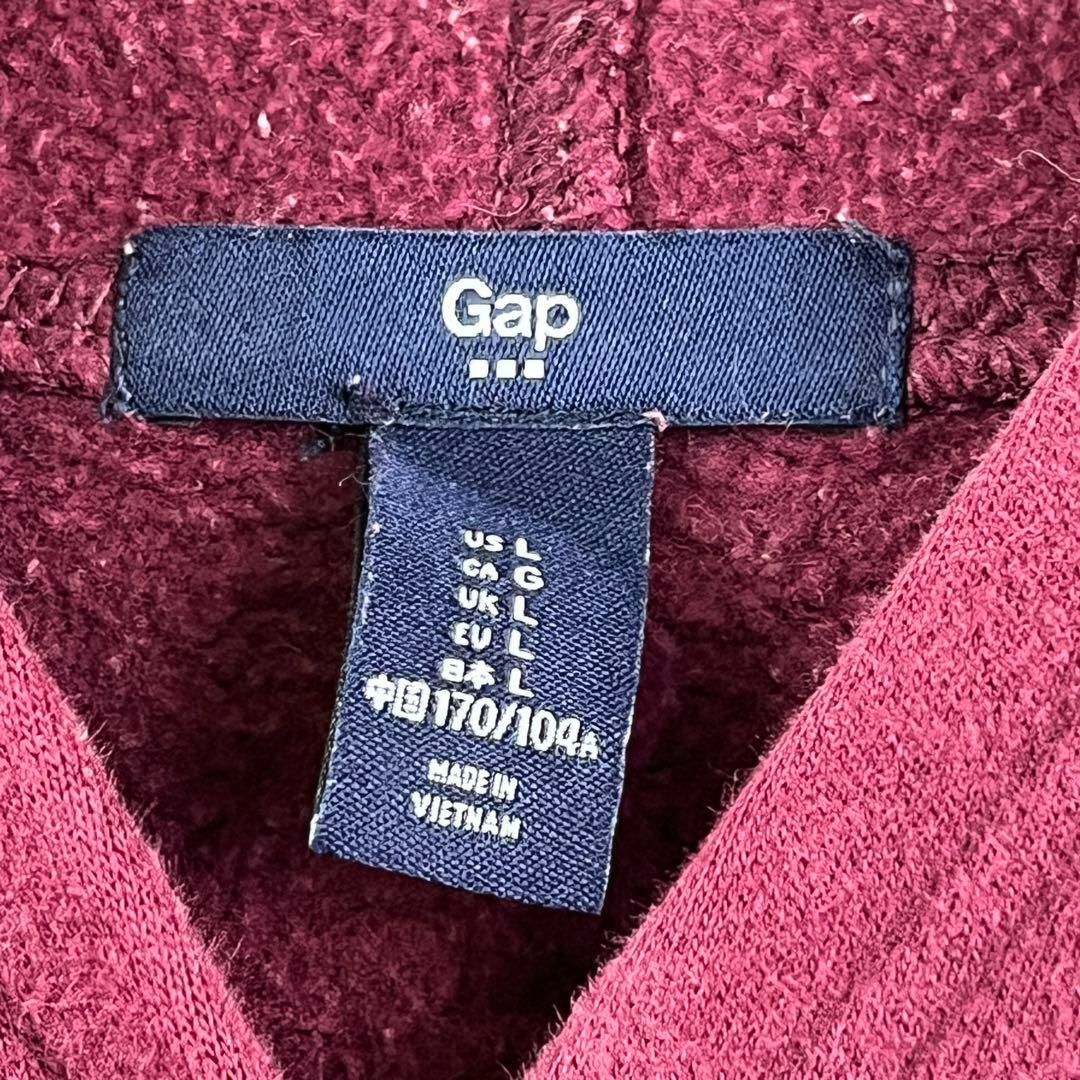 Gap
US L
CA G
UK L
EU L
日本 L
中国 170/104A
MADE IN
VIETNAM